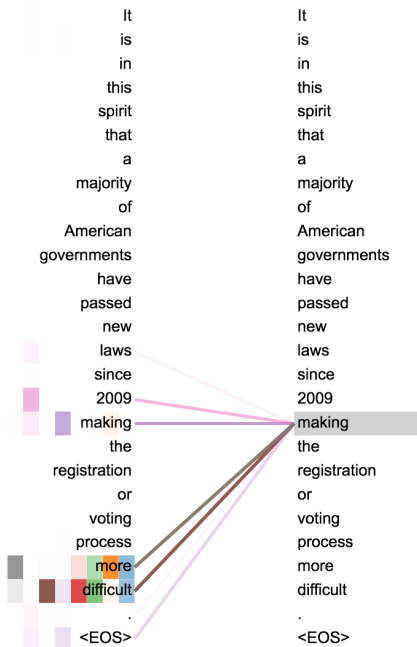 It It
is is
in in
this this
spirit spirit
that that
a a
majority majority
of of
American American
governments governments
have have
passed passed
new new
laws laws
since since
2009 2009
making making
the the
registration registration
or or
voting voting
process process
more more
difficult difficult
. .
<EOS> <EOS>